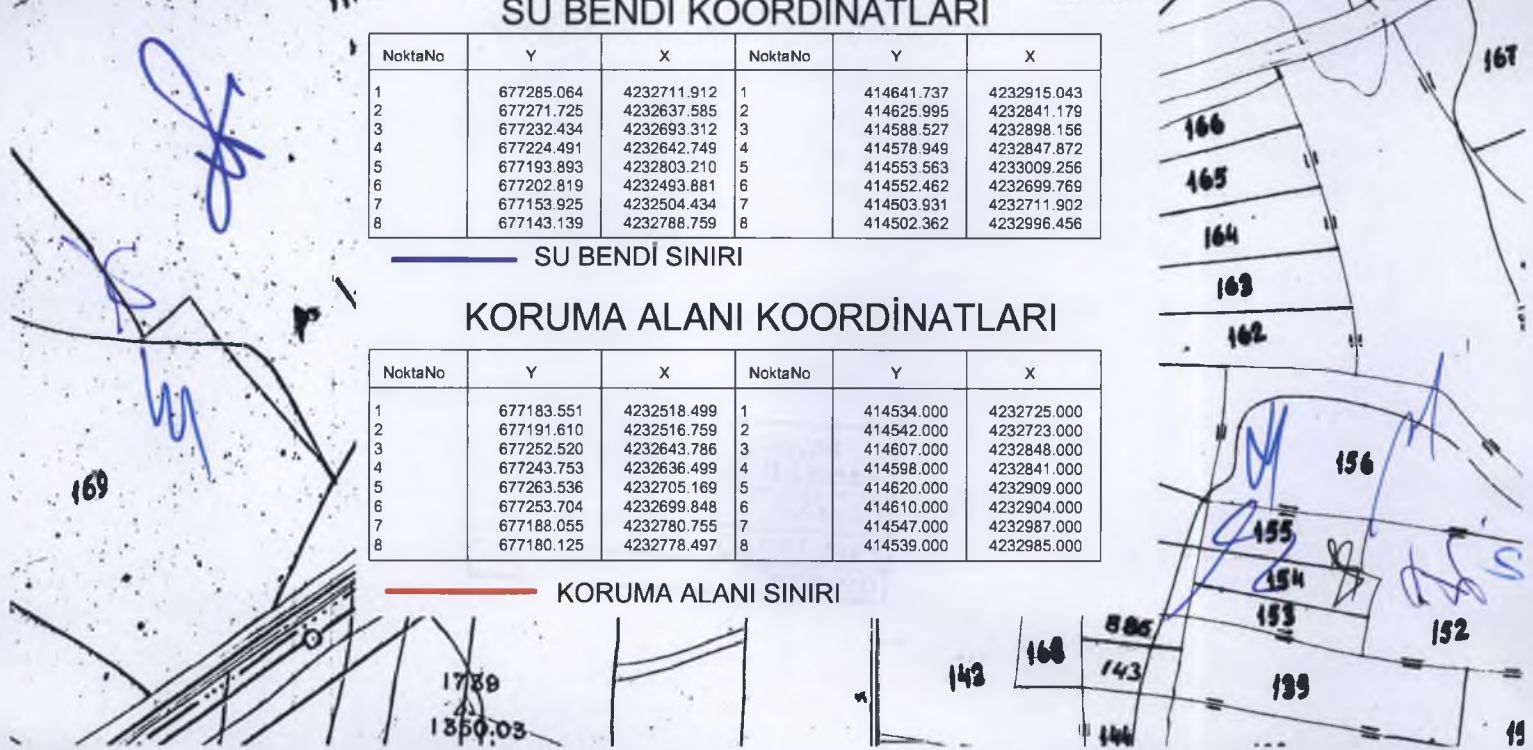 SU BENDİ KOORDİNATLARI
NoktaNo Y X NoktaNo Y X
1 677285.064 4232711.912 1 414641.737 4232915.043
2 677271.725 4232637.585 2 414625.995 4232841.179
3 677232.434 4232693.312 3 414588.527 4232898.156
4 677224.491 4232642.749 4 414578.949 4232847.872
5 677193.893 4232803.210 5 414553.563 4233009.256
6 677202.819 4232493.881 6 414552.462 4232699.769
7 677153.925 4232504.434 7 414503.931 4232711.902
8 677143.139 4232788.759 8 414502.362 4232996.456
SU BENDİ SINIRI
KORUMA ALANI KOORDİNATLARI
NoktaNo Y X NoktaNo Y X
1 677183.551 4232518.499 1 414534.000 4232725.000
2 677191.610 4232516.759 2 414542.000 4232723.000
3 677252.520 4232643.786 3 414607.000 4232848.000
4 677243.753 4232636.499 4 414598.000 4232841.000
5 677263.536 4232705.169 5 414620.000 4232909.000
6 677253.704 4232699.848 6 414610.000 4232904.000
7 677188.055 4232780.755 7 414547.000 4232987.000
8 677180.125 4232778.497 8 414539.000 4232985.000
KORUMA ALANI SINIRI
167
166
165
164
163
162
156
155
154
153
152
169
886
168
143
142
139
144
1739
1350.03